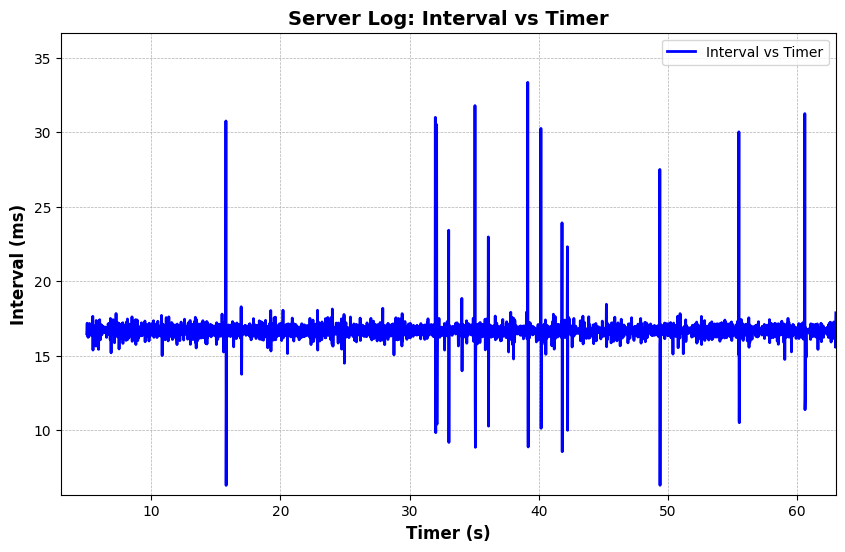 Server Log: Interval vs Timer
Interval vs Timer
35
30
25
20
15
10
Interval (ms)
10 20 30 40 50 60
Timer (s)